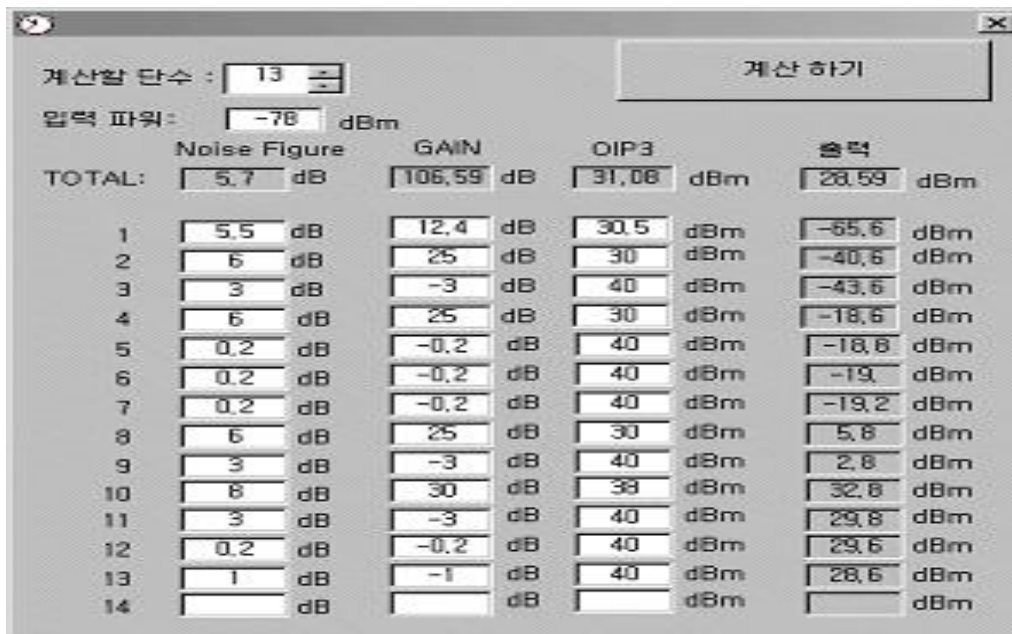 계산할 단수 : 13 계산 하기
입력 파워: -78 dBm
Noise Figure GAIN OIP3 출력
TOTAL: 5,7 dB 106,59 dB 31,08 dBm 28,59 dBm
1 5,5 dB 12,4 dB 30,5 dBm -65,6 dBm
2 6 dB 25 dB 30 dBm -40,6 dBm
3 3 dB -3 dB 40 dBm -43,6 dBm
4 6 dB 25 dB 30 dBm -18,6 dBm
5 0,2 dB -0,2 dB 40 dBm -18,8 dBm
6 0,2 dB -0,2 dB 40 dBm -19, dBm
7 0,2 dB -0,2 dB 40 dBm -19,2 dBm
8 6 dB 25 dB 30 dBm 5,8 dBm
9 3 dB -3 dB 40 dBm 2,8 dBm
10 8 dB 30 dB 38 dBm 32,8 dBm
11 3 dB -3 dB 40 dBm 29,8 dBm
12 0,2 dB -0,2 dB 40 dBm 29,6 dBm
13 1 dB -1 dB 40 dBm 28,6 dBm
14 dB dB dBm dBm